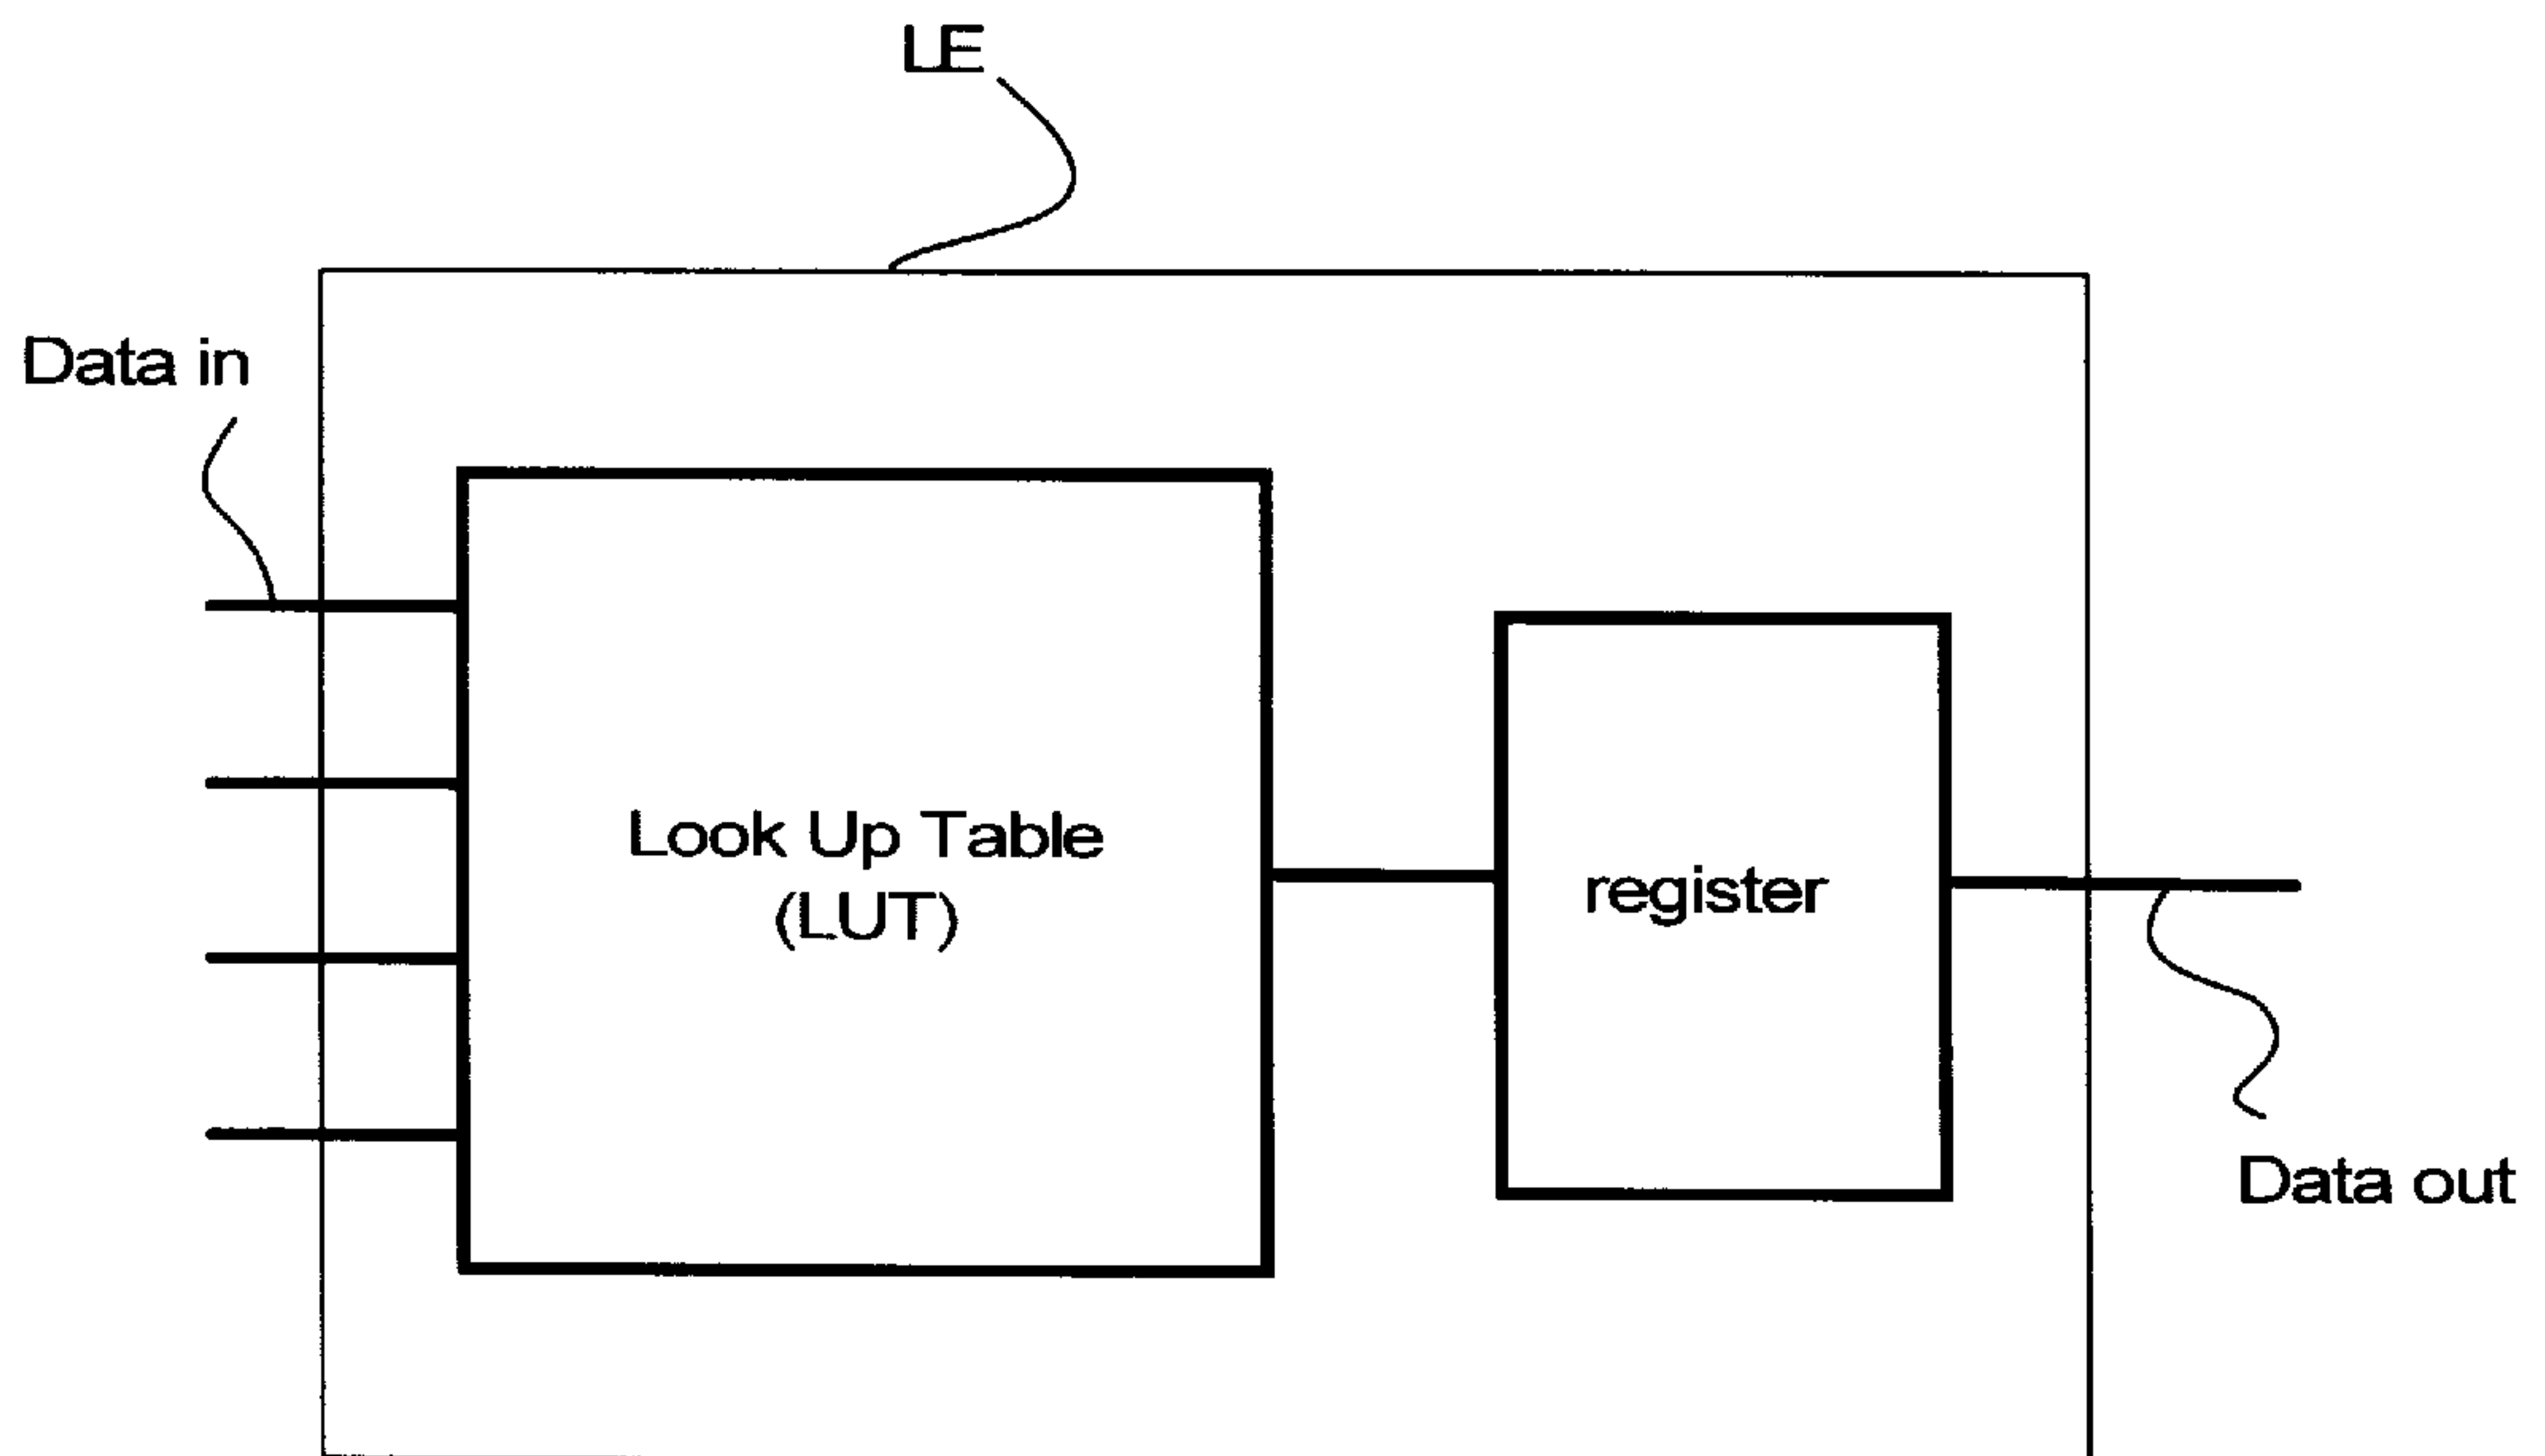 LE
Data in
Look Up Table
(LUT)
register
Data out